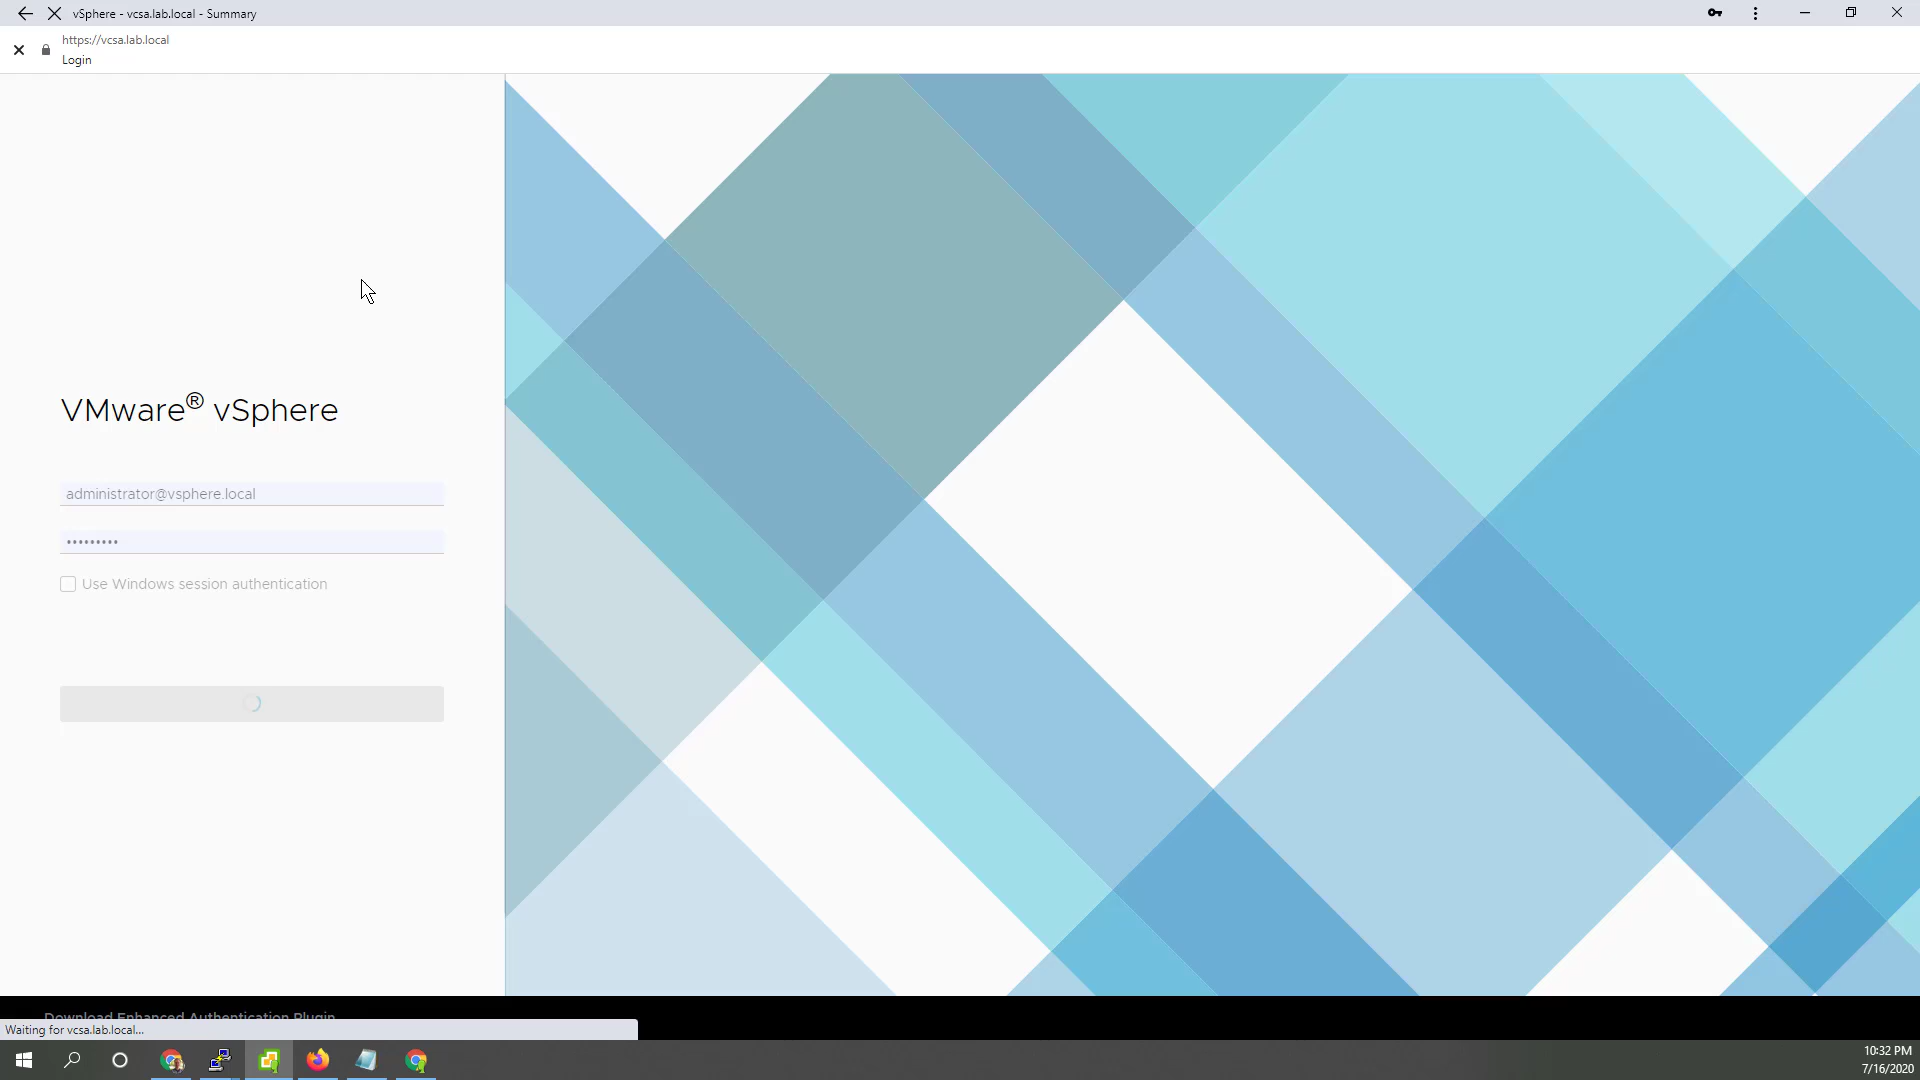 vSphere - vcsa.lab.local - Summary
https://vcsa.lab.local
Login
VMware® vSphere
administrator@vsphere.local
•••••••••
Use Windows session authentication
Download Enhanced Authentication Plugin
Waiting for vcsa.lab.local...
10:32 PM
7/16/2020